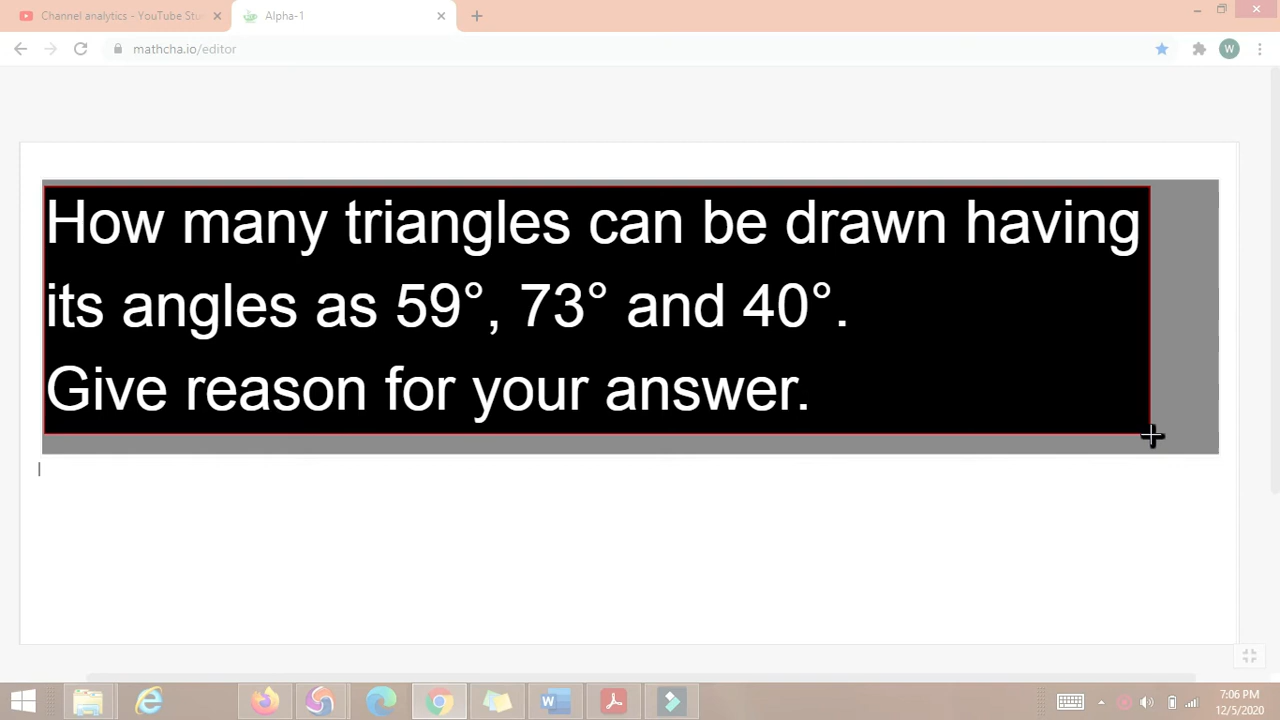 Channel analytics - YouTube Stu
Alpha-1
mathcha.io/editor
W
How many triangles can be drawn having
its angles as 59°, 73° and 40°.
Give reason for your answer.
7:06 PM
12/5/2020